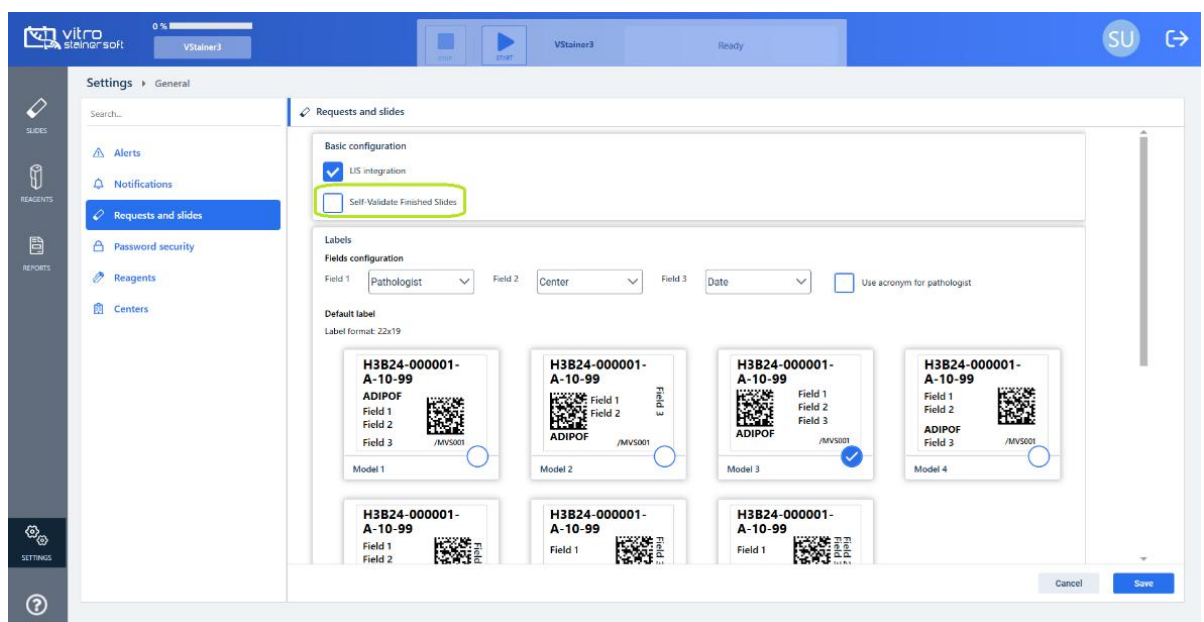 vitro
stainer soft
0 %
VStainer3
STOP
START
VStainer3
Ready
SU
Settings
General
SLIDES
REAGENTS
REPORTS
SETTINGS
Search...
Alerts
Notifications
Requests and slides
Password security
Reagents
Centers
Requests and slides
Basic configuration
LIS integration
Self-Validate Finished Slides
Labels
Fields configuration
Field 1 Pathologist Field 2 Center Field 3 Date Use acronym for pathologist
Default label
Label format: 22x19
H3B24-000001-
A-10-99
ADIPOF
Field 1
Field 2
Field 3 /MVS001
Model 1
H3B24-000001-
A-10-99
Field 1
Field 2
Field 3
ADIPOF
/MVS001
Model 2
H3B24-000001-
A-10-99
Field 1
Field 2
Field 3
ADIPOF
/MVS001
Model 3
H3B24-000001-
A-10-99
Field 1
Field 2
ADIPOF
Field 3 /MVS001
Model 4
H3B24-000001-
A-10-99
Field 1
Field 2
H3B24-000001-
A-10-99
Field 1
H3B24-000001-
A-10-99
Field 1
Cancel
Save